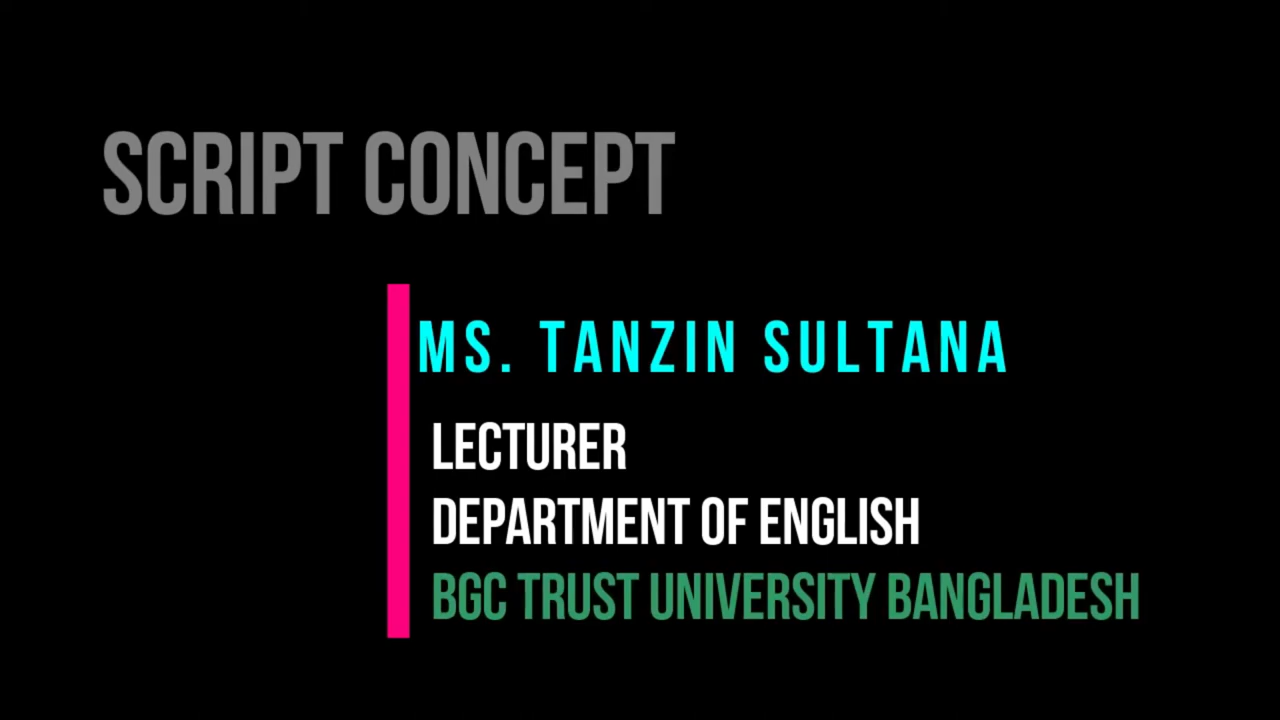 SCRIPT CONCEPT
MS. TANZIN SULTANA
LECTURER
DEPARTMENT OF ENGLISH
BGC TRUST UNIVERSITY BANGLADESH